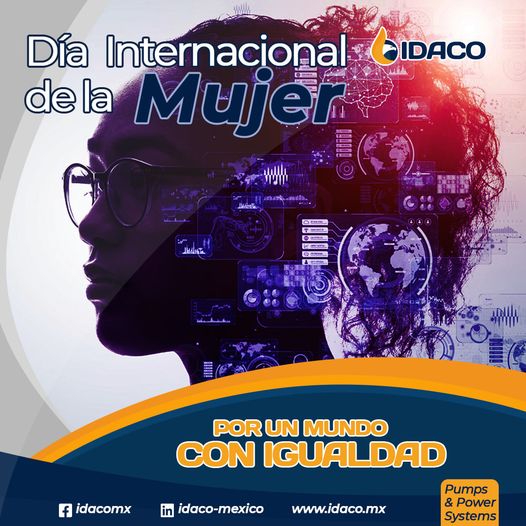 Día Internacional
de la Mujer
IDACO
POR UN MUNDO
CON IGUALDAD
idacomx
idaco-mexico
www.idaco.mx
Pumps
& Power
Systems